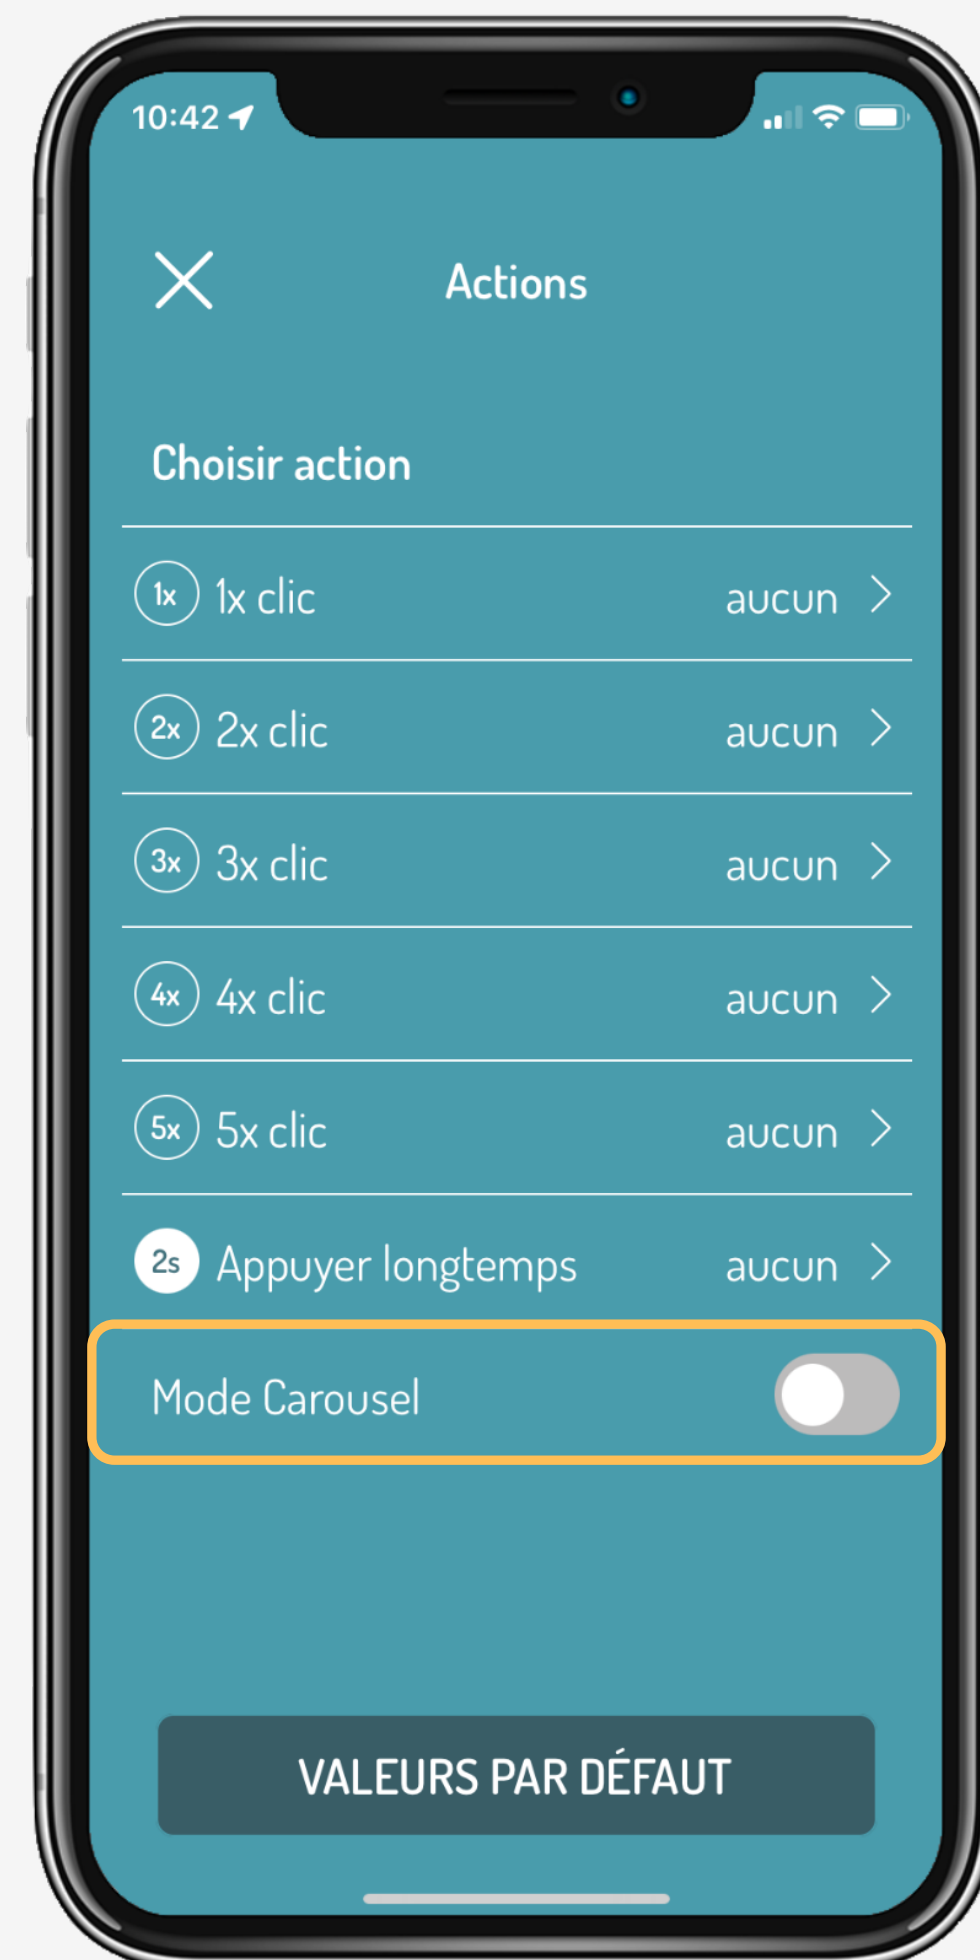 10:42
Actions
Choisir action
1x 1x clic aucun
2x 2x clic aucun
3x 3x clic aucun
4x 4x clic aucun
5x 5x clic aucun
2s Appuyer longtemps aucun
Mode Carousel
VALEURS PAR DÉFAUT